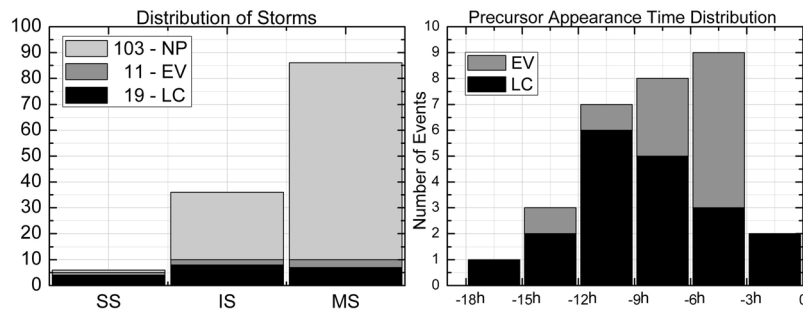 Distribution of Storms
100
90
80
70
60
50
40
30
20
10
0
103 - NP
11 - EV
19 - LC
SS IS MS
Precursor Appearance Time Distribution
Number of Events
10
9
8
7
6
5
4
3
2
1
0
EV
LC
-18h -15h -12h -9h -6h -3h 0